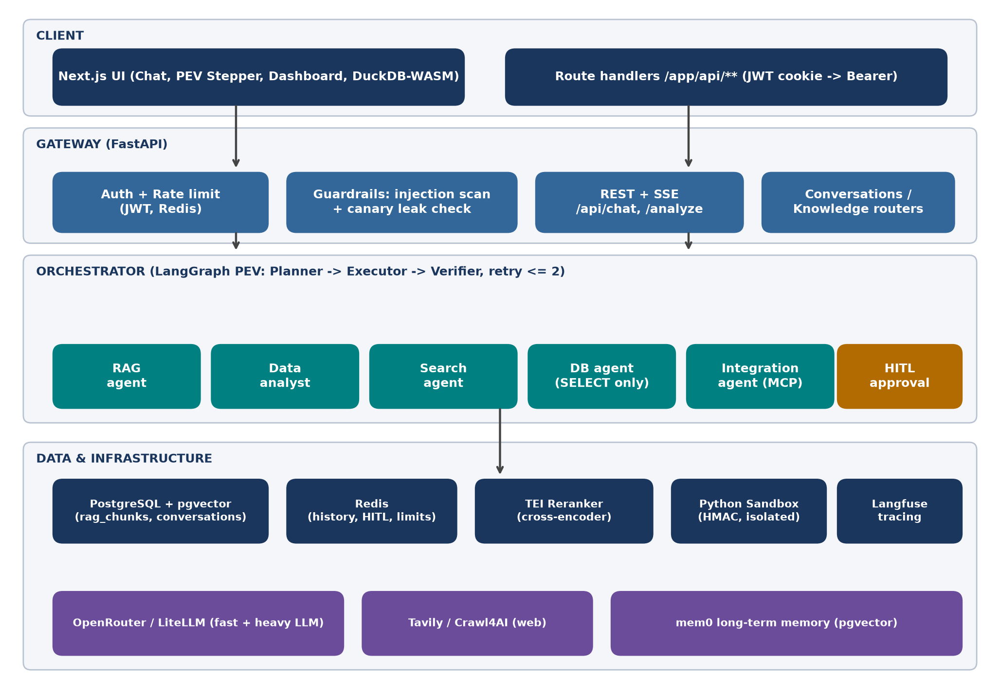 CLIENT
Next.js UI (Chat, PEV Stepper, Dashboard, DuckDB-WASM)
Route handlers /app/api/** (JWT cookie -> Bearer)
GATEWAY (FastAPI)
Auth + Rate limit
(JWT, Redis)
Guardrails: injection scan
+ canary leak check
REST + SSE
/api/chat, /analyze
Conversations /
Knowledge routers
ORCHESTRATOR (LangGraph PEV: Planner -> Executor -> Verifier, retry <= 2)
RAG
agent
Data
analyst
Search
agent
DB agent
(SELECT only)
Integration
agent (MCP)
HITL
approval
DATA & INFRASTRUCTURE
PostgreSQL + pgvector
(rag_chunks, conversations)
Redis
(history, HITL, limits)
TEI Reranker
(cross-encoder)
Python Sandbox
(HMAC, isolated)
Langfuse
tracing
OpenRouter / LiteLLM (fast + heavy LLM)
Tavily / Crawl4AI (web)
mem0 long-term memory (pgvector)